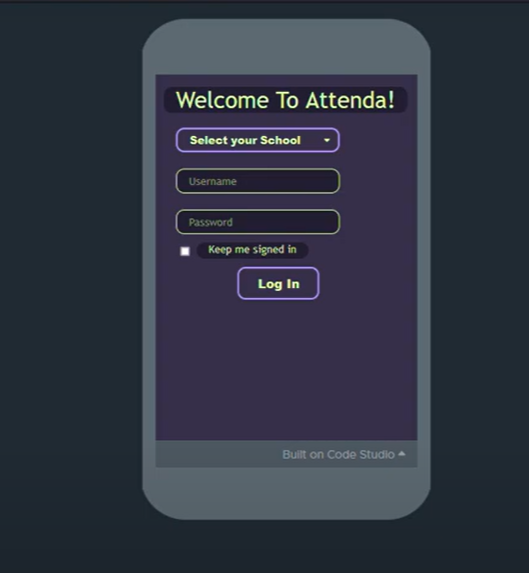 Welcome To Attenda!
Select your School
Username
Password
Keep me signed in
Log In
Built on Code Studio